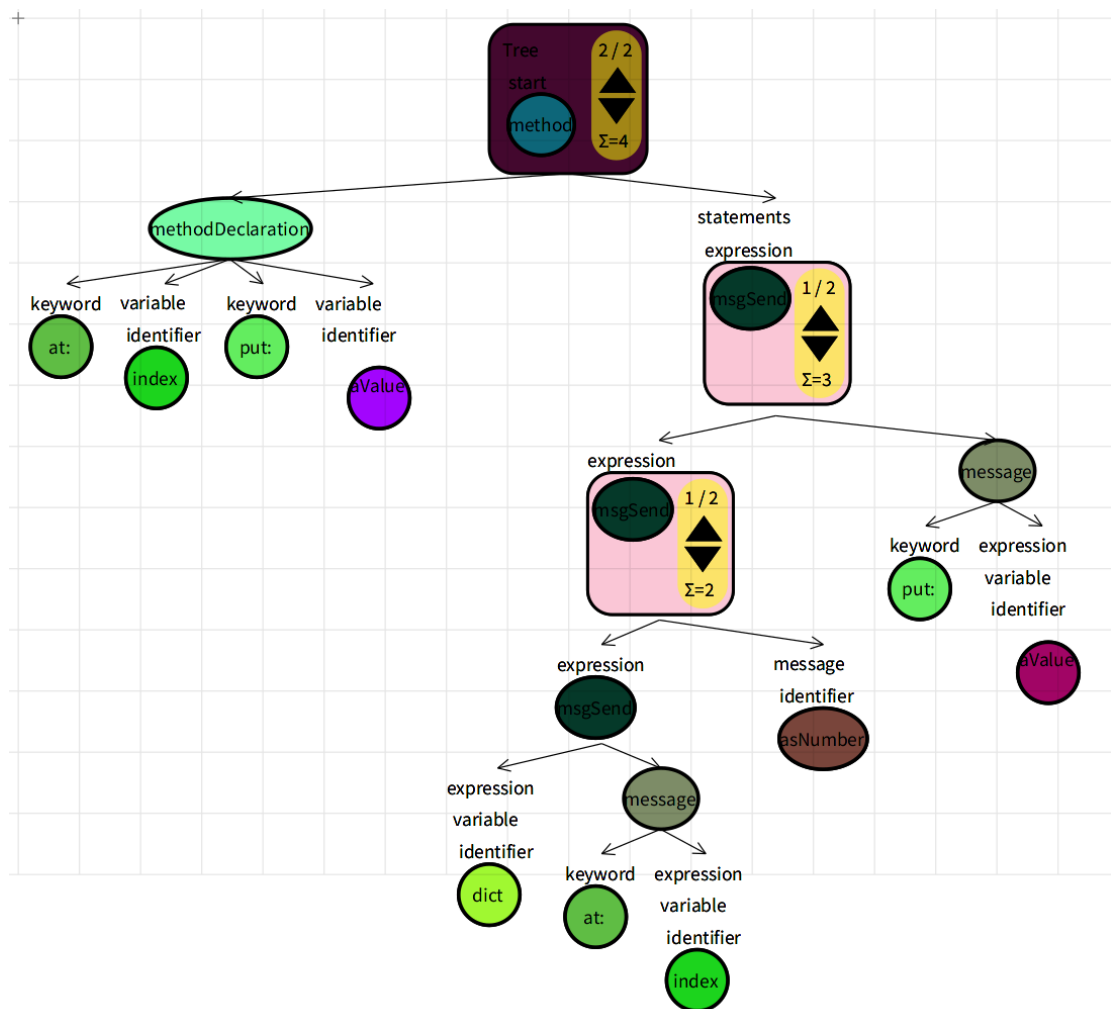 Tree
start
method
2 / 2
Σ=4
methodDeclaration
statements
expression
msgSend
1 / 2
Σ=3
keyword
at:
variable
identifier
index
keyword
put:
variable
identifier
aValue
expression
msgSend
1 / 2
Σ=2
message
keyword
put:
expression
variable
identifier
aValue
expression
msgSend
message
identifier
asNumber
expression
variable
identifier
dict
message
keyword
at:
expression
variable
identifier
index